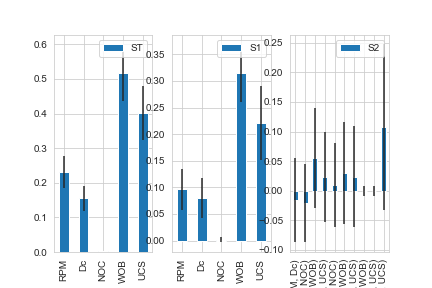 ST
0.6
0.5
0.4
0.3
0.2
0.1
0.0
RPM
Dc
NOC
WOB
UCS
S1
0.35
0.30
0.25
0.20
0.15
0.10
0.05
0.00
RPM
Dc
NOC
WOB
UCS
S2
0.25
0.20
0.15
0.10
0.05
0.00
−0.05
−0.10
M, Dc)
NOC)
WOB)
UCS)
NOC)
WOB)
UCS)
WOB)
UCS)
UCS)